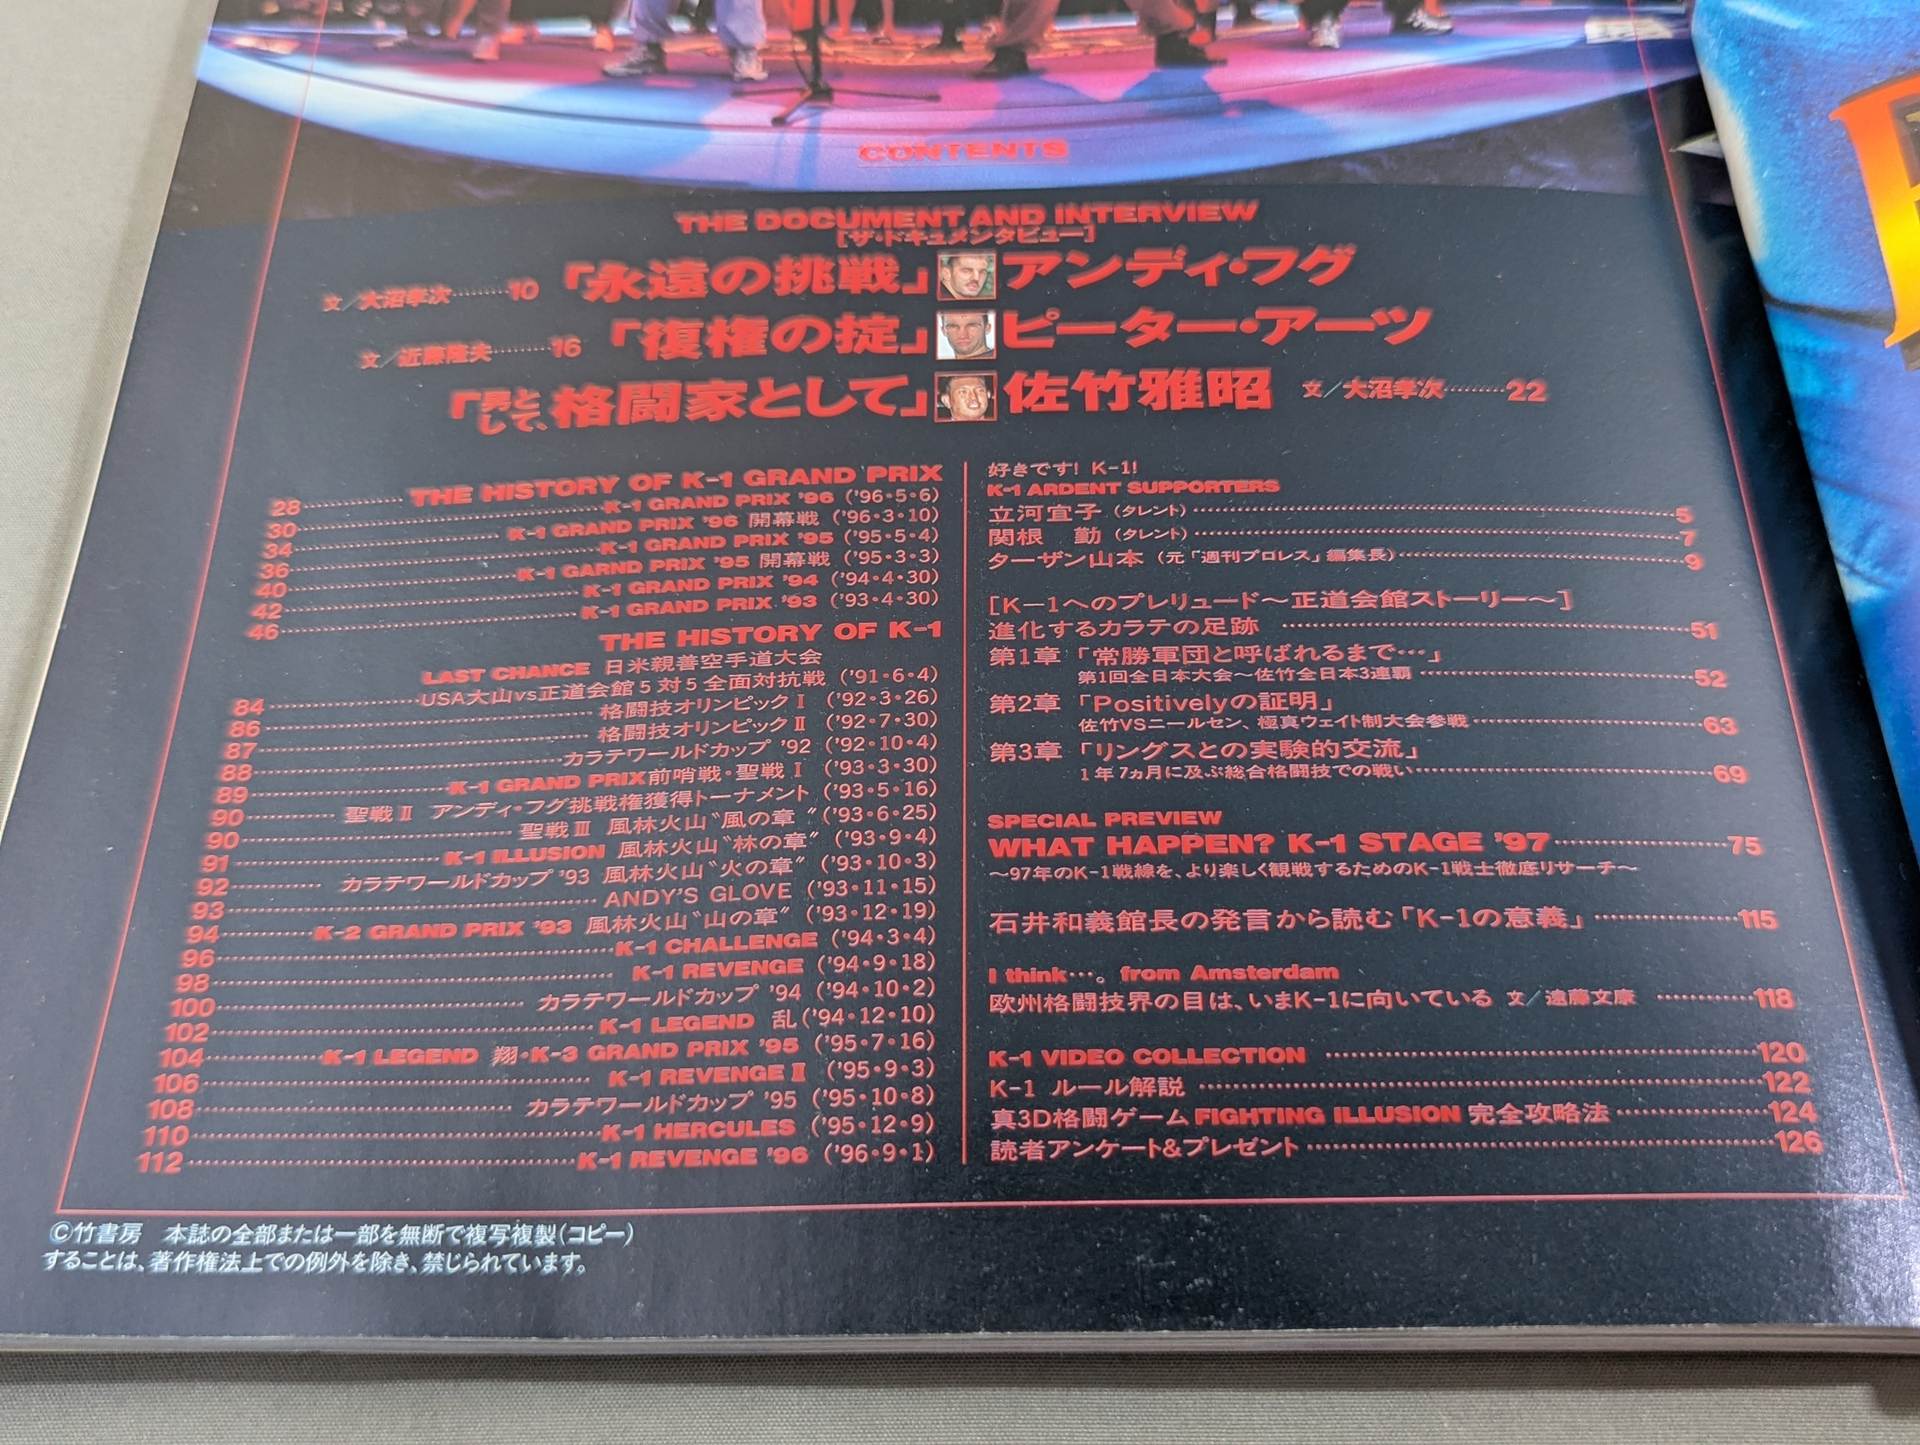 CONTENTS
THE DOCUMENT AND INTERVIEW
[ザ・ドキュメンタビュー]
文／大沼孝次………10 「永遠の挑戦」 アンディ・フグ
文／近藤隆夫………16 「復権の掟」 ピーター・アーツ
「男として、格闘家として」 佐竹雅昭 文／大沼孝次………22
28………THE HISTORY OF K-1 GRAND PRIX
30………K-1 GRAND PRIX '96 ('96・5・6)
34………K-1 GRAND PRIX '96 開幕戦 ('96・3・10)
36………K-1 GRAND PRIX '95 ('95・5・4)
40………K-1 GARND PRIX '95 開幕戦 ('95・3・3)
42………K-1 GRAND PRIX '94 ('94・4・30)
46………K-1 GRAND PRIX '93 ('93・4・30)
THE HISTORY OF K-1
LAST CHANCE 日米親善空手道大会
84………USA大山vs正道会館5対5全面対抗戦 ('91・6・4)
86………格闘技オリンピックⅠ ('92・3・26)
87………格闘技オリンピックⅡ ('92・7・30)
88………カラテワールドカップ '92 ('92・10・4)
89………K-1 GRAND PRIX前哨戦・聖戦Ⅰ ('93・3・30)
90………聖戦Ⅱ アンディ・フグ挑戦権獲得トーナメント ('93・5・16)
90………聖戦Ⅲ 風林火山〝風の章〟('93・6・25)
91………K-1 ILLUSION 風林火山〝林の章〟('93・9・4)
92………カラテワールドカップ '93 風林火山〝火の章〟('93・10・3)
93………ANDY'S GLOVE ('93・11・15)
94………K-2 GRAND PRIX '93 風林火山〝山の章〟('93・12・19)
96………K-1 CHALLENGE ('94・3・4)
98………K-1 REVENGE ('94・9・18)
100………カラテワールドカップ '94 ('94・10・2)
102………K-1 LEGEND 乱('94・12・10)
104………K-1 LEGEND 翔・K-3 GRAND PRIX '95 ('95・7・16)
106………K-1 REVENGEⅡ ('95・9・3)
108………カラテワールドカップ '95 ('95・10・8)
110………K-1 HERCULES ('95・12・9)
112………K-1 REVENGE '96 ('96・9・1)
好きです! K-1!
K-1 ARDENT SUPPORTERS
立河宜子（タレント）………5
関根 勤（タレント）………7
ターザン山本（元「週刊プロレス」編集長）………9
[K－1へのプレリュード～正道会館ストーリー～]
進化するカラテの足跡 ………51
第1章 「常勝軍団と呼ばれるまで…」
第1回全日本大会～佐竹全日本3連覇………52
第2章 「Positivelyの証明」
佐竹VSニールセン、極真ウェイト制大会参戦………63
第3章 「リングスとの実験的交流」
1年7ヵ月に及ぶ総合格闘技での戦い………69
SPECIAL PREVIEW
WHAT HAPPEN? K-1 STAGE '97………75
～97年のK-1戦線を、より楽しく観戦するためのK-1戦士徹底リサーチ～
石井和義館長の発言から読む「K-1の意義」………115
I think…。from Amsterdam
欧州格闘技界の目は、いまK-1に向いている 文／遠藤文康 ………118
K-1 VIDEO COLLECTION ………120
K-1 ルール解説………122
真3D格闘ゲームFIGHTING ILLUSION 完全攻略法………124
読者アンケート&プレゼント………126
©竹書房 本誌の全部または一部を無断で複写複製(コピー)
することは、著作権法上での例外を除き、禁じられています。